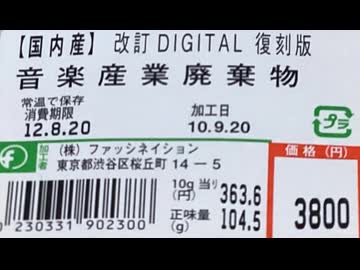 【国内産】 改訂 DIGITAL 復刻版
音楽産業廃棄物
常温で保存
消費期限
12.8.20
加工日
10.9.20
プラ
加工者
(株) ファッシネイション
東京都渋谷区桜丘町 14-5
10g 当り
(円)
363.6
正味量
(g)
104.5
価格 (円)
3800
0 230331 902300